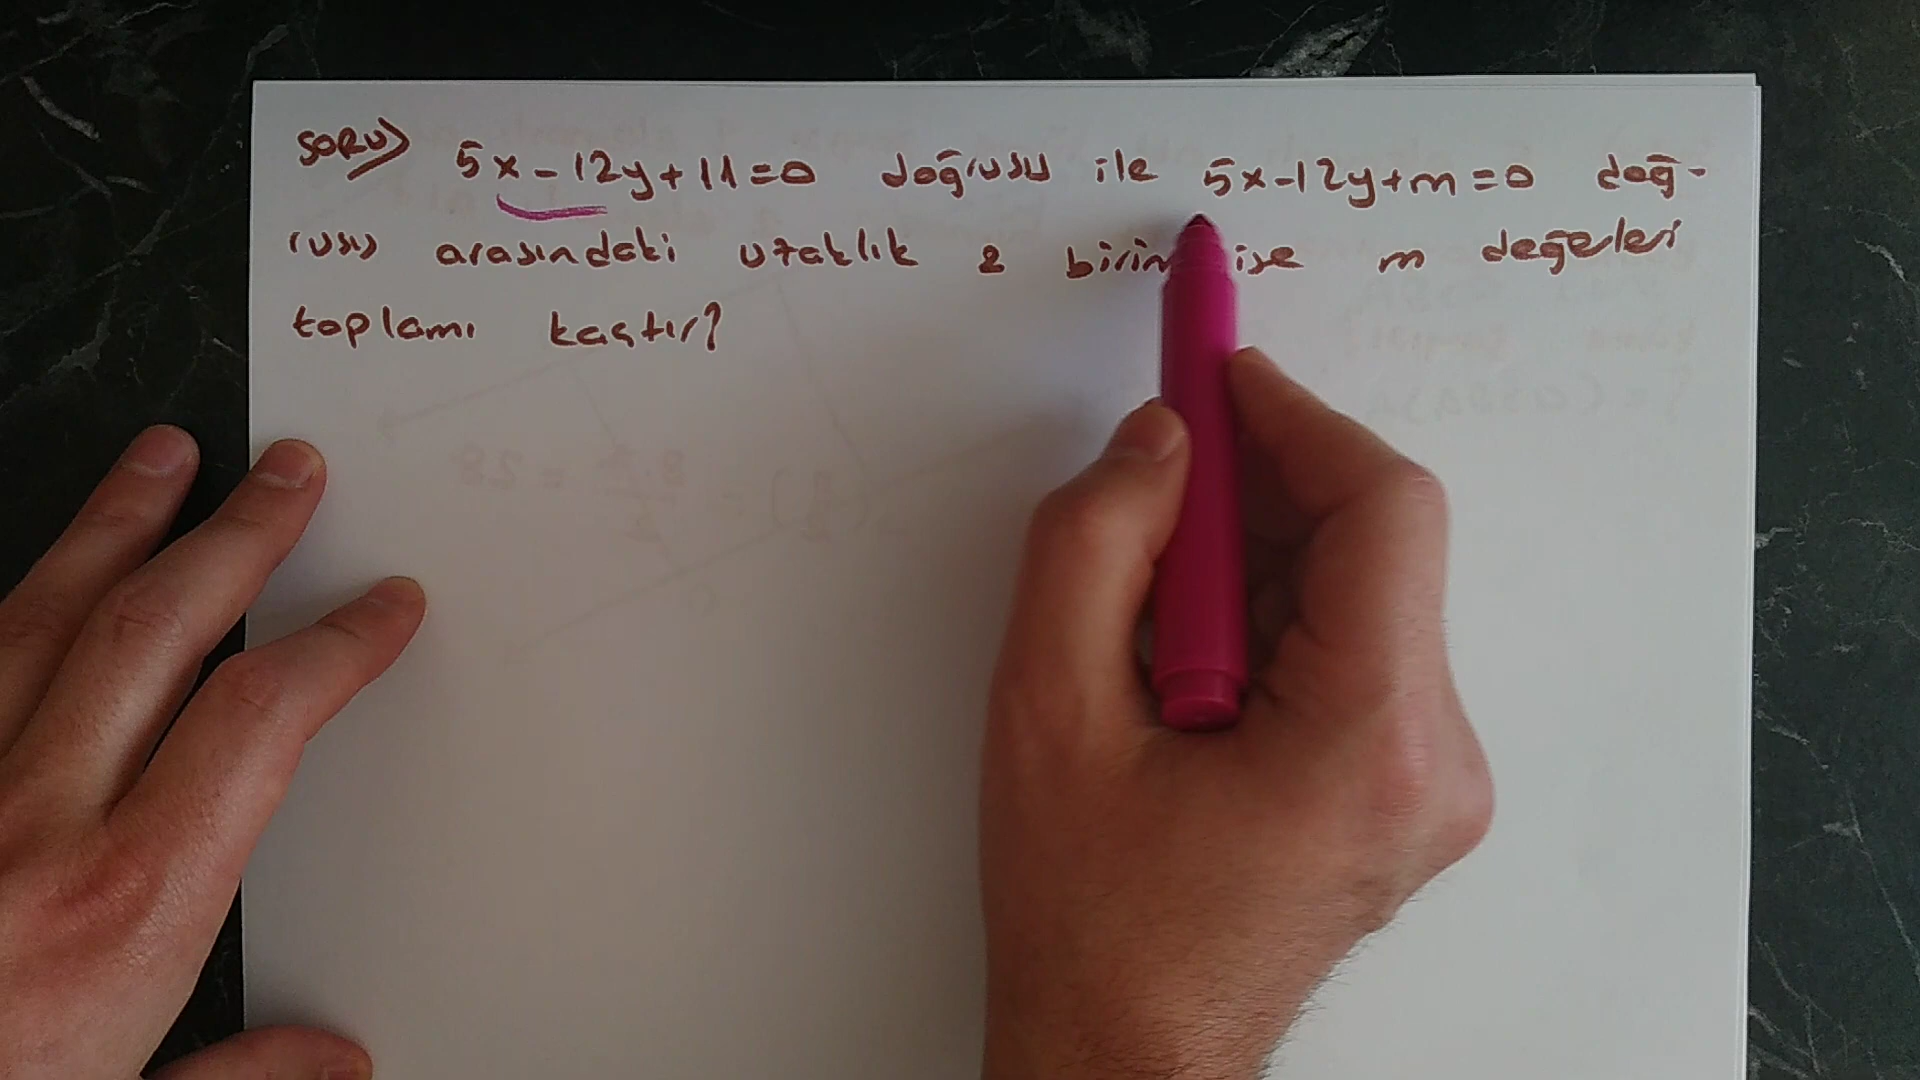 SORU) 5x-12y+11=0 doğrusu ile 5x-12y+m=0 doğ-
rusu arasındaki uzaklık 2 birim ise m değerleri
toplamı kaçtır?